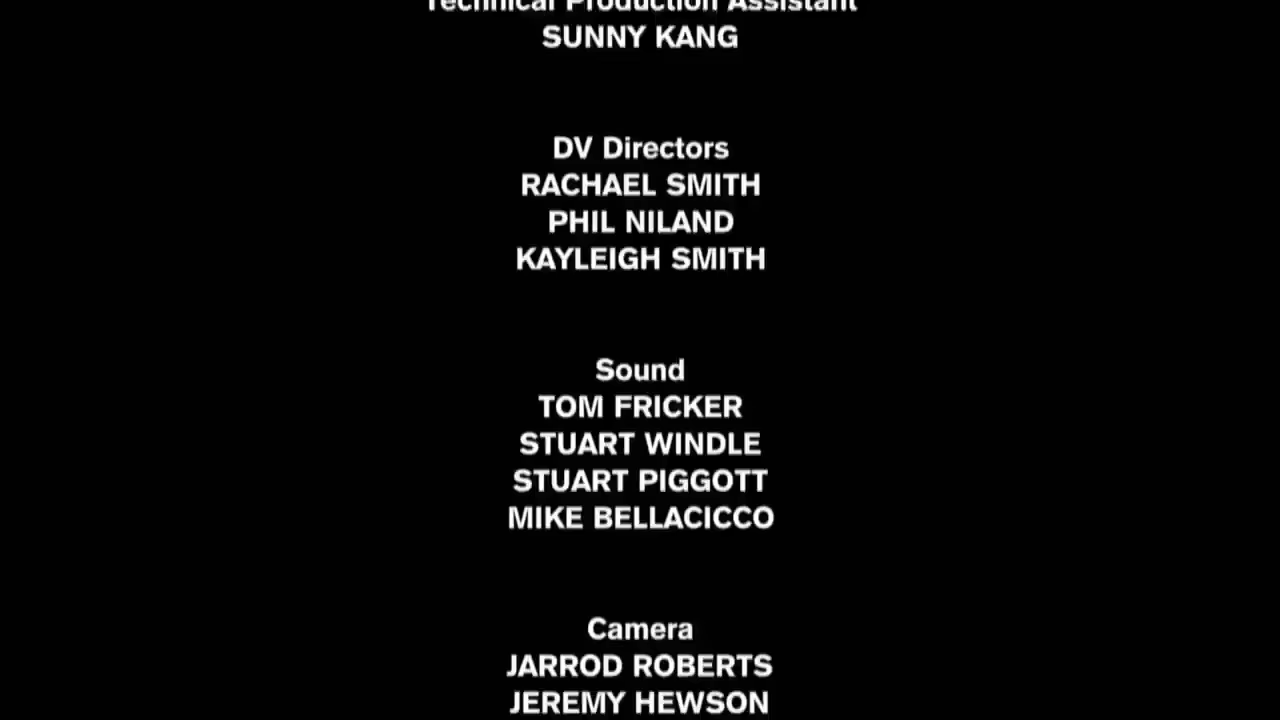 Technical Production Assistant
SUNNY KANG
DV Directors
RACHAEL SMITH
PHIL NILAND
KAYLEIGH SMITH
Sound
TOM FRICKER
STUART WINDLE
STUART PIGGOTT
MIKE BELLACICCO
Camera
JARROD ROBERTS
JEREMY HEWSON